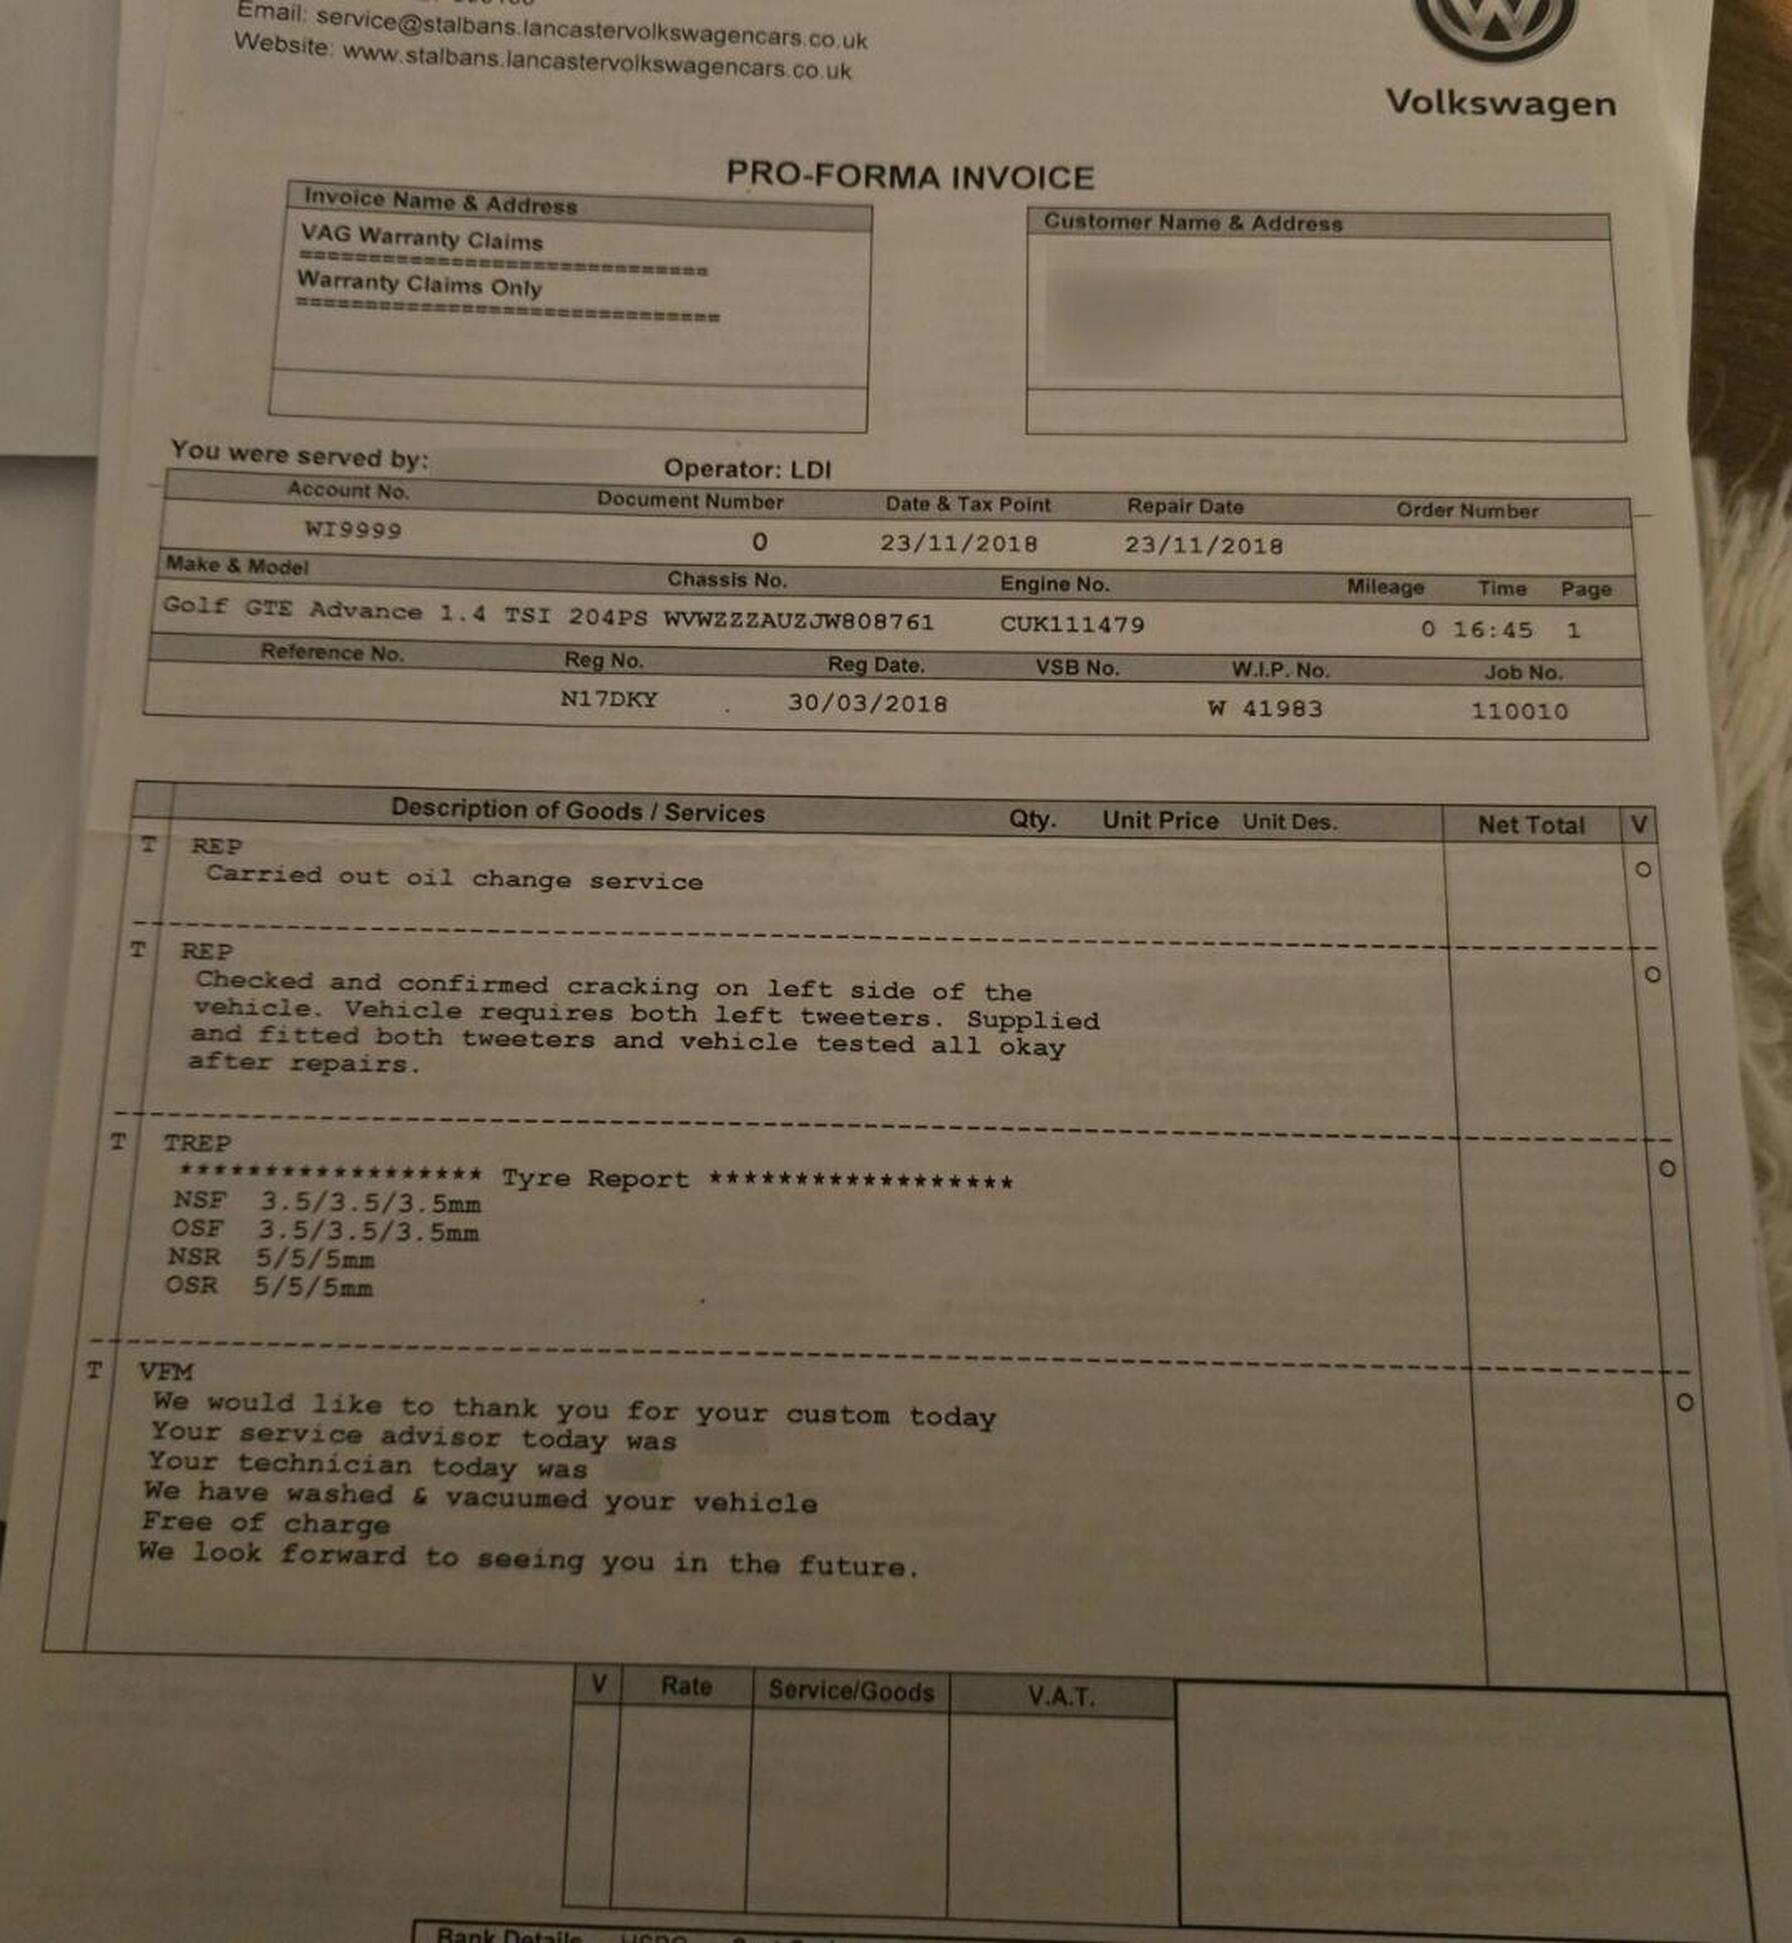 Email: service@stalbans.lancastervolkswagencars.co.uk
Website: www.stalbans.lancastervolkswagencars.co.uk
Volkswagen
PRO-FORMA INVOICE
Invoice Name & Address
VAG Warranty Claims
==============================
Warranty Claims Only
===============================
Customer Name & Address
You were served by: Operator: LDI
Account No. Document Number Date & Tax Point Repair Date Order Number
WI9999 0 23/11/2018 23/11/2018
Make & Model Chassis No. Engine No. Mileage Time Page
Golf GTE Advance 1.4 TSI 204PS WVWZZZAUZJW808761 CUK111479 0 16:45 1
Reference No. Reg No. Reg Date. VSB No. W.I.P. No. Job No.
N17DKY 30/03/2018 W 41983 110010
Description of Goods / Services Qty. Unit Price Unit Des. Net Total V
T REP 0
Carried out oil change service
T REP 0
Checked and confirmed cracking on left side of the
vehicle. Vehicle requires both left tweeters. Supplied
and fitted both tweeters and vehicle tested all okay
after repairs.
T TREP 0
****************** Tyre Report ******************
NSF 3.5/3.5/3.5mm
OSF 3.5/3.5/3.5mm
NSR 5/5/5mm
OSR 5/5/5mm
T VFM 0
We would like to thank you for your custom today
Your service advisor today was
Your technician today was
We have washed & vacuumed your vehicle
Free of charge
We look forward to seeing you in the future.
V Rate Service/Goods V.A.T.
Bank Details